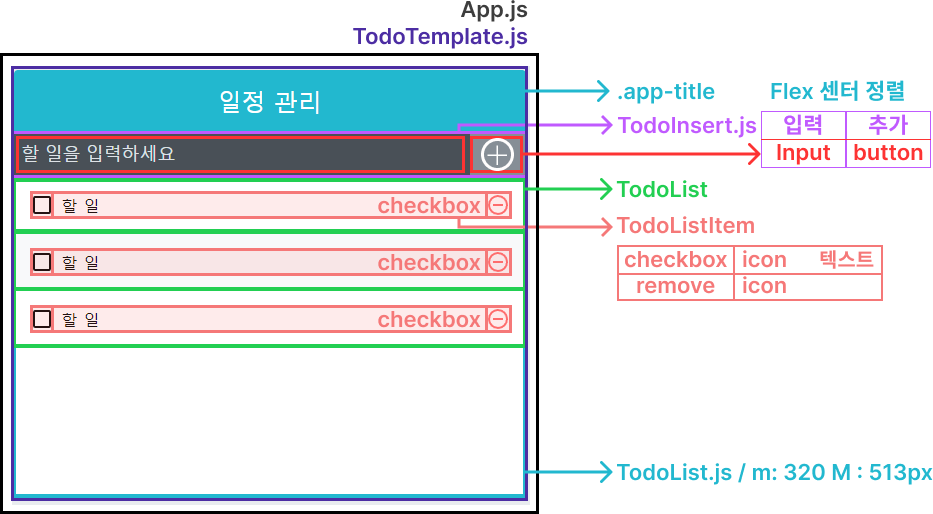 App.js
TodoTemplate.js
일정 관리
.app-title
Flex 센터 정렬
TodoInsert.js
입력
추가
할 일을 입력하세요
Input
button
TodoList
할 일
checkbox
TodoListItem
할 일
checkbox
checkbox
icon
텍스트
remove
icon
할 일
checkbox
TodoList.js / m: 320 M : 513px